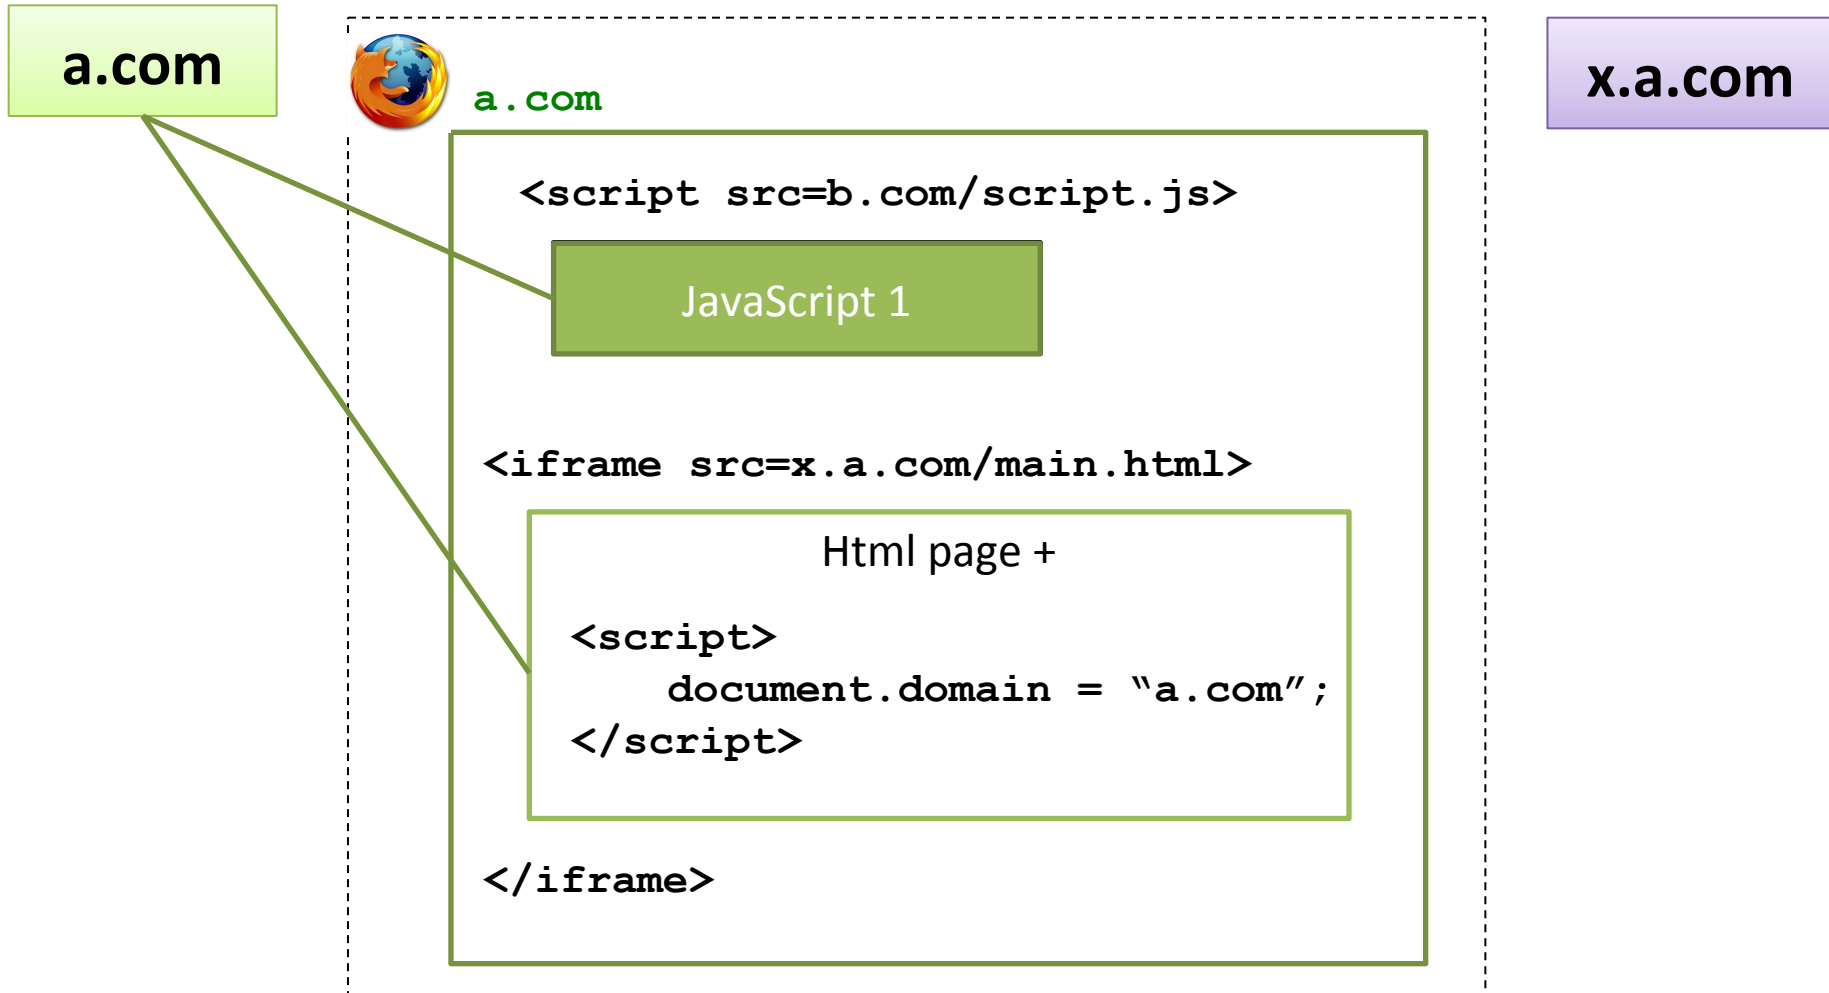 a.com
a.com
x.a.com
<script src=b.com/script.js>
JavaScript 1
<iframe src=x.a.com/main.html>
Html page +
<script>
document.domain = “a.com”;
</script>
</iframe>